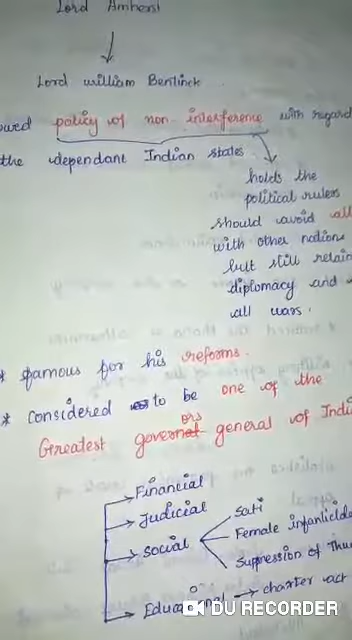 Lord Amherst
Lord william Bentinck
policy of non-interference with regard
the dependant Indian states.
holds the
political rulers
should avoid all
with other nations
but still retain
diplomacy and
all wars.
* famous for his reforms.
* considered to be one of the
Greatest governors general of
Financial
Judicial
Social
Sati
Female infanticide
Suppression of
Educational → charter act
DU RECORDER